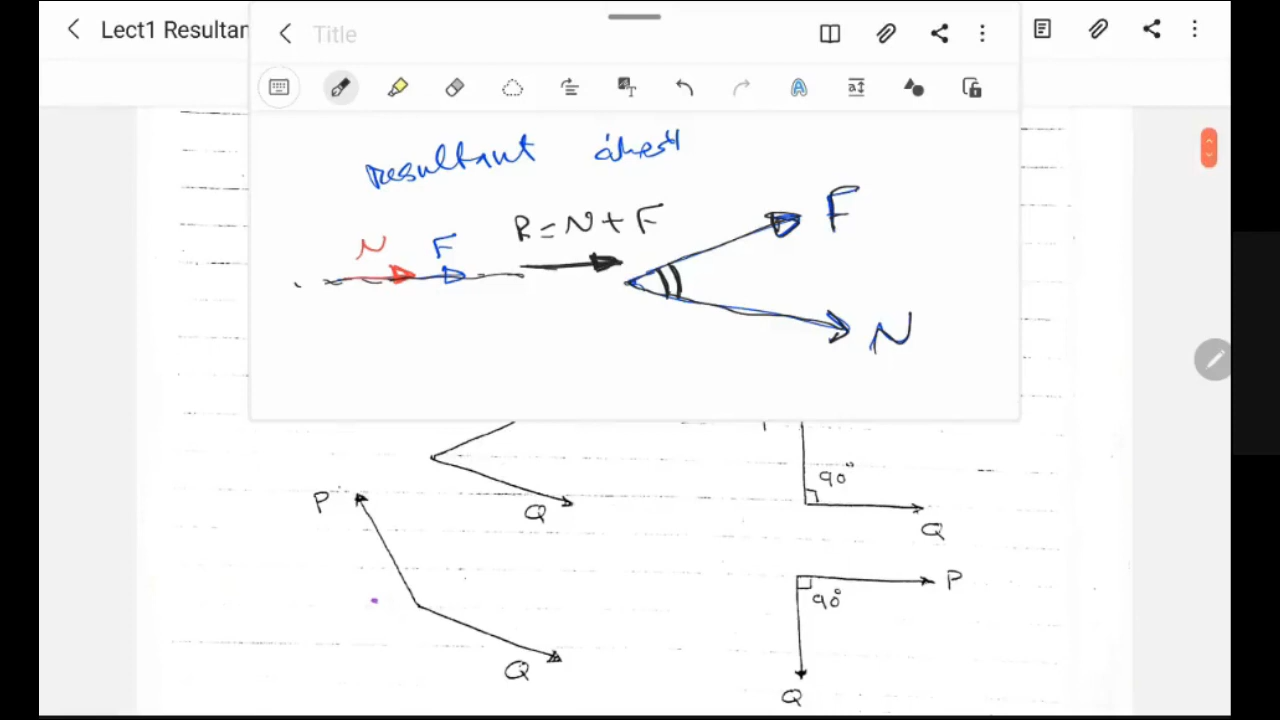 Lect1 Resultan
Title
resultant
R = N + F
N F
F
N
90°
Q
Q
P
Q
P
90°
Q